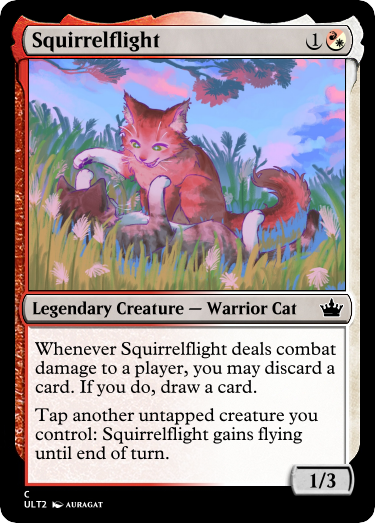 Squirrelflight 1
Legendary Creature — Warrior Cat
Whenever Squirrelflight deals combat
damage to a player, you may discard a
card. If you do, draw a card.
Tap another untapped creature you
control: Squirrelflight gains flying
until end of turn.
1/3
C
ULT2 AURAGAT